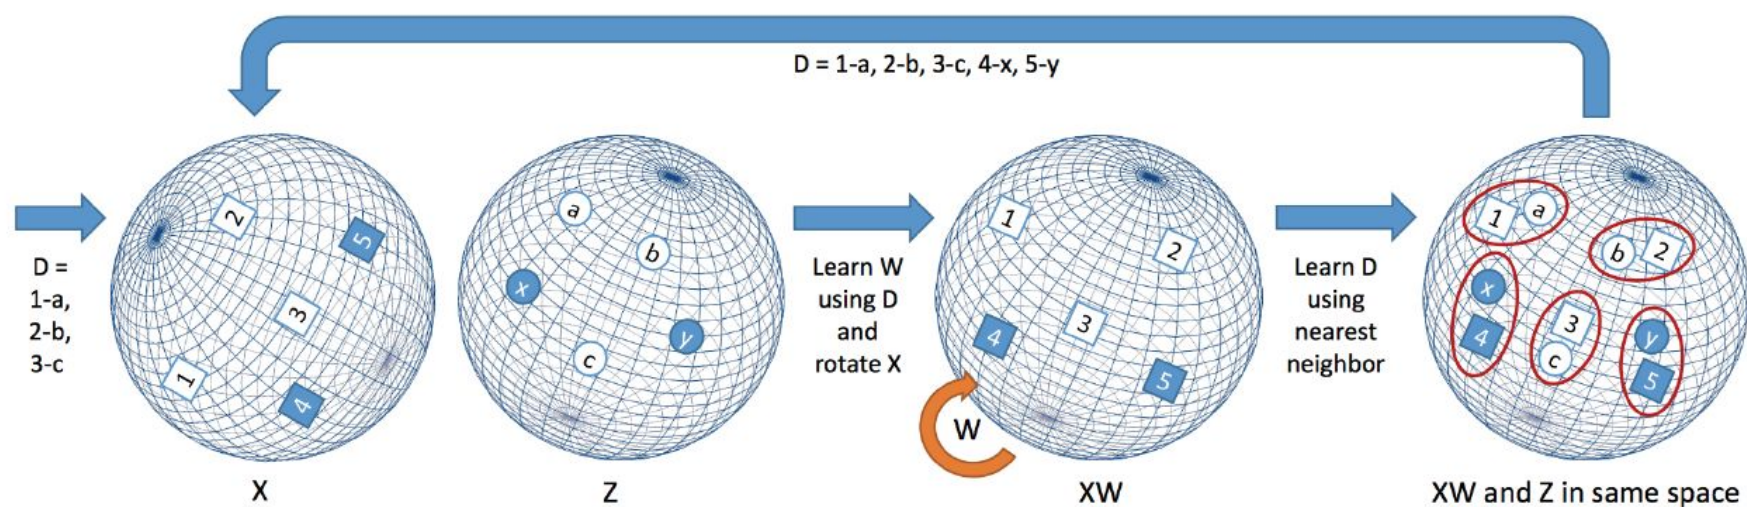 D = 1-a, 2-b, 3-c, 4-x, 5-y
D =
1-a,
2-b,
3-c
2
5
3
1
4
X
a
b
x
y
c
Z
Learn W
using D
and
rotate X
1
2
3
4
5
W
XW
Learn D
using
nearest
neighbor
1 a
b 2
x
4
3
c
y
5
XW and Z in same space